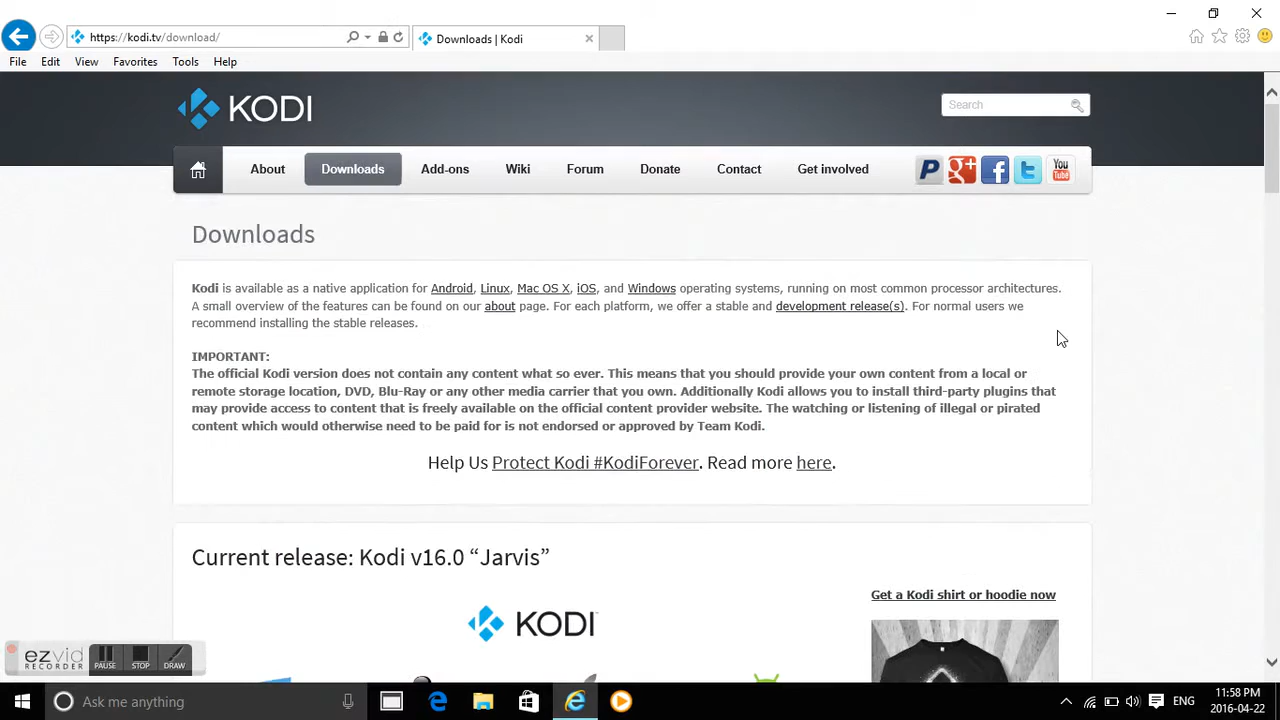 https://kodi.tv/download/
Downloads | Kodi
File Edit View Favorites Tools Help
KODI
Search
About Downloads Add-ons Wiki Forum Donate Contact Get involved
You
Tube
Downloads
Kodi is available as a native application for Android, Linux, Mac OS X, iOS, and Windows operating systems, running on most common processor architectures.
A small overview of the features can be found on our about page. For each platform, we offer a stable and development release(s). For normal users we
recommend installing the stable releases.
IMPORTANT:
The official Kodi version does not contain any content what so ever. This means that you should provide your own content from a local or
remote storage location, DVD, Blu-Ray or any other media carrier that you own. Additionally Kodi allows you to install third-party plugins that
may provide access to content that is freely available on the official content provider website. The watching or listening of illegal or pirated
content which would otherwise need to be paid for is not endorsed or approved by Team Kodi.
Help Us Protect Kodi #KodiForever. Read more here.
Current release: Kodi v16.0 “Jarvis”
Get a Kodi shirt or hoodie now
KODI
ezvid
RECORDER
PAUSE STOP DRAW
Ask me anything
ENG
11:58 PM
2016-04-22